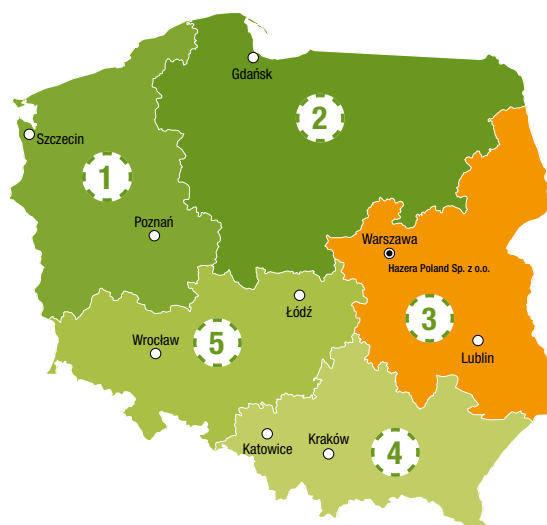 Gdańsk
2
Szczecin
1
Poznań
Warszawa
Hazera Poland Sp. z o.o.
Łódź
3
5
Wrocław
Lublin
Katowice
Kraków
4